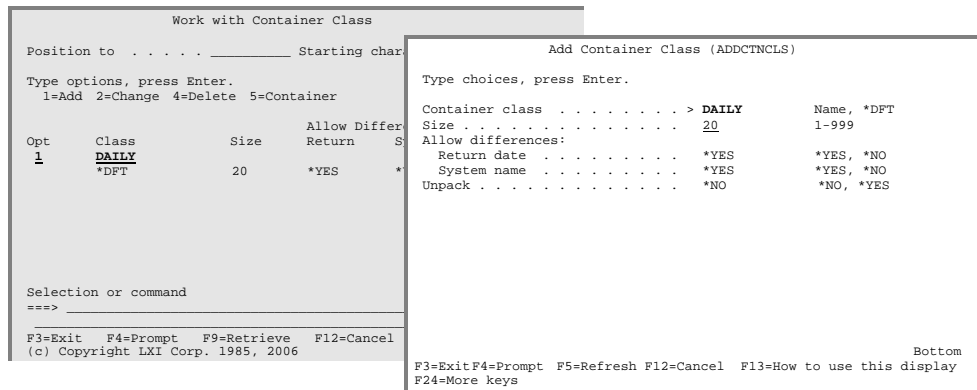 Work with Container Class
Position to . . . . . __________ Starting char
Type options, press Enter.
1=Add 2=Change 4=Delete 5=Container
Allow Differ
Opt Class Size Return S
1 DAILY
*DFT 20 *YES *
Selection or command
===> 
F3=Exit F4=Prompt F9=Retrieve F12=Cancel
(c) Copyright LXI Corp. 1985, 2006
Add Container Class (ADDCTNCLS)
Type choices, press Enter.
Container class . . . . . . . . > DAILY Name, *DFT
Size . . . . . . . . . . . . . . 20 1-999
Allow differences:
Return date . . . . . . . . . *YES *YES, *NO
System name . . . . . . . . . *YES *YES, *NO
Unpack . . . . . . . . . . . . . *NO *NO, *YES
Bottom
F3=ExitF4=Prompt F5=Refresh F12=Cancel F13=How to use this display
F24=More keys